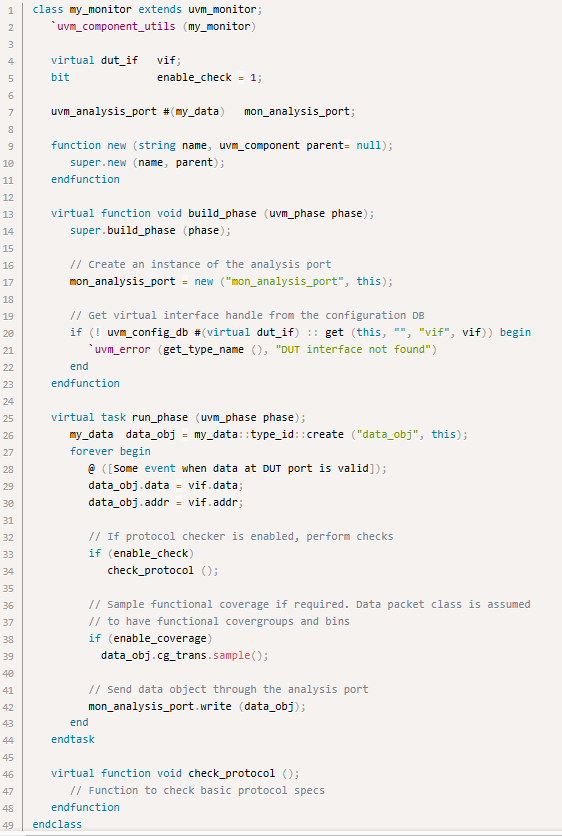 1 class my_monitor extends uvm_monitor;
2 `uvm_component_utils (my_monitor)
3
4 virtual dut_if vif;
5 bit enable_check = 1;
6
7 uvm_analysis_port #(my_data) mon_analysis_port;
8
9 function new (string name, uvm_component parent= null);
10 super.new (name, parent);
11 endfunction
12
13 virtual function void build_phase (uvm_phase phase);
14 super.build_phase (phase);
15
16 // Create an instance of the analysis port
17 mon_analysis_port = new ("mon_analysis_port", this);
18
19 // Get virtual interface handle from the configuration DB
20 if (! uvm_config_db #(virtual dut_if) :: get (this, "", "vif", vif)) begin
21 `uvm_error (get_type_name (), "DUT interface not found")
22 end
23 endfunction
24
25 virtual task run_phase (uvm_phase phase);
26 my_data data_obj = my_data::type_id::create ("data_obj", this);
27 forever begin
28 @ ([Some event when data at DUT port is valid]);
29 data_obj.data = vif.data;
30 data_obj.addr = vif.addr;
31
32 // If protocol checker is enabled, perform checks
33 if (enable_check)
34 check_protocol ();
35
36 // Sample functional coverage if required. Data packet class is assumed
37 // to have functional covergroups and bins
38 if (enable_coverage)
39 data_obj.cg_trans.sample();
40
41 // Send data object through the analysis port
42 mon_analysis_port.write (data_obj);
43 end
44 endtask
45
46 virtual function void check_protocol ();
47 // Function to check basic protocol specs
48 endfunction
49 endclass